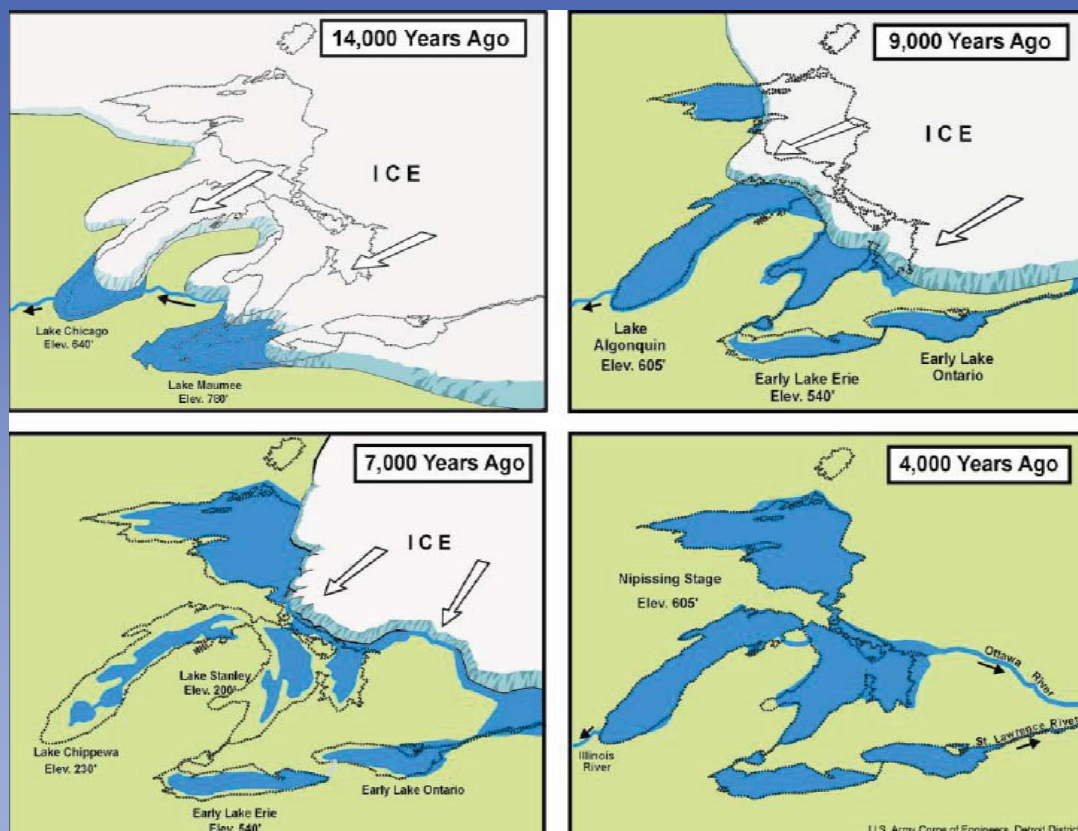 14,000 Years Ago
ICE
Lake Chicago
Elev. 640'
Lake Maumee
Elev. 780'
9,000 Years Ago
ICE
Lake
Algonquin
Elev. 605'
Early Lake Erie
Elev. 540'
Early Lake
Ontario
7,000 Years Ago
ICE
Lake Stanley
Elev. 200'
Lake Chippewa
Elev. 230'
Early Lake Ontario
Early Lake Erie
Elev. 540'
4,000 Years Ago
Nipissing Stage
Elev. 605'
Ottawa
River
St. Lawrence River
Illinois
River
U.S. Army Corps of Engineers, Detroit District